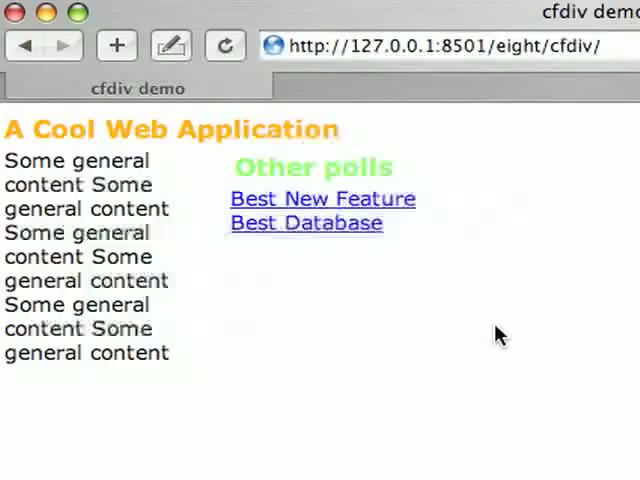 cfdiv demo
http://127.0.0.1:8501/eight/cfdiv/
cfdiv demo
A Cool Web Application
Some general
content Some
general content
Some general
content Some
general content
Some general
content Some
general content
Other polls
Best New Feature
Best Database